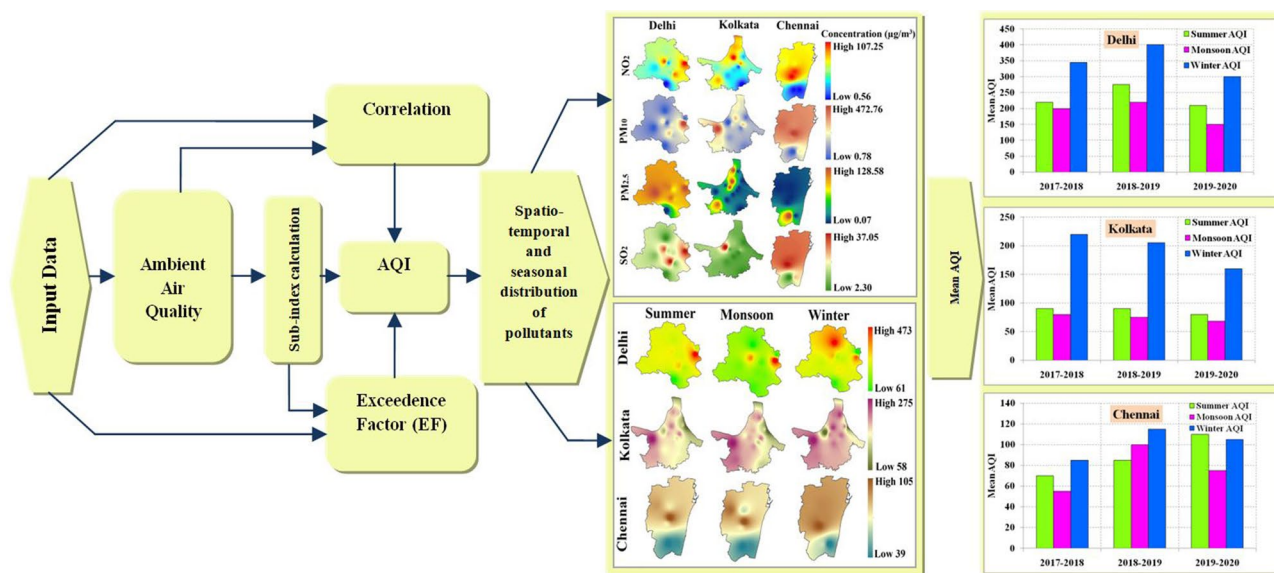 Input Data
Ambient
Air
Quality
Sub-index calculation
Correlation
AQI
Exceedence
Factor (EF)
Spatio-
temporal
and
seasonal
distribution
of
pollutants
Delhi Kolkata Chennai
Concentration (µg/m³)
NO₂
High 107.25
Low 0.56
PM₁₀
High 472.76
Low 0.78
PM₂.₅
High 128.58
Low 0.07
SO₂
High 37.05
Low 2.30
Summer Monsoon Winter
Delhi
High 473
Low 61
Kolkata
High 275
Low 58
Chennai
High 105
Low 39
Mean AQI
Delhi
Summer AQI
Monsoon AQI
Winter AQI
Mean AQI
450
400
350
300
250
200
150
100
50
0
2017-2018 2018-2019 2019-2020
Kolkata
Summer AQI
Monsoon AQI
Winter AQI
Mean AQI
250
200
150
100
50
0
2017-2018 2018-2019 2019-2020
Chennai
Summer AQI
Monsoon AQI
Winter AQI
Mean AQI
140
120
100
80
60
40
20
0
2017-2018 2018-2019 2019-2020